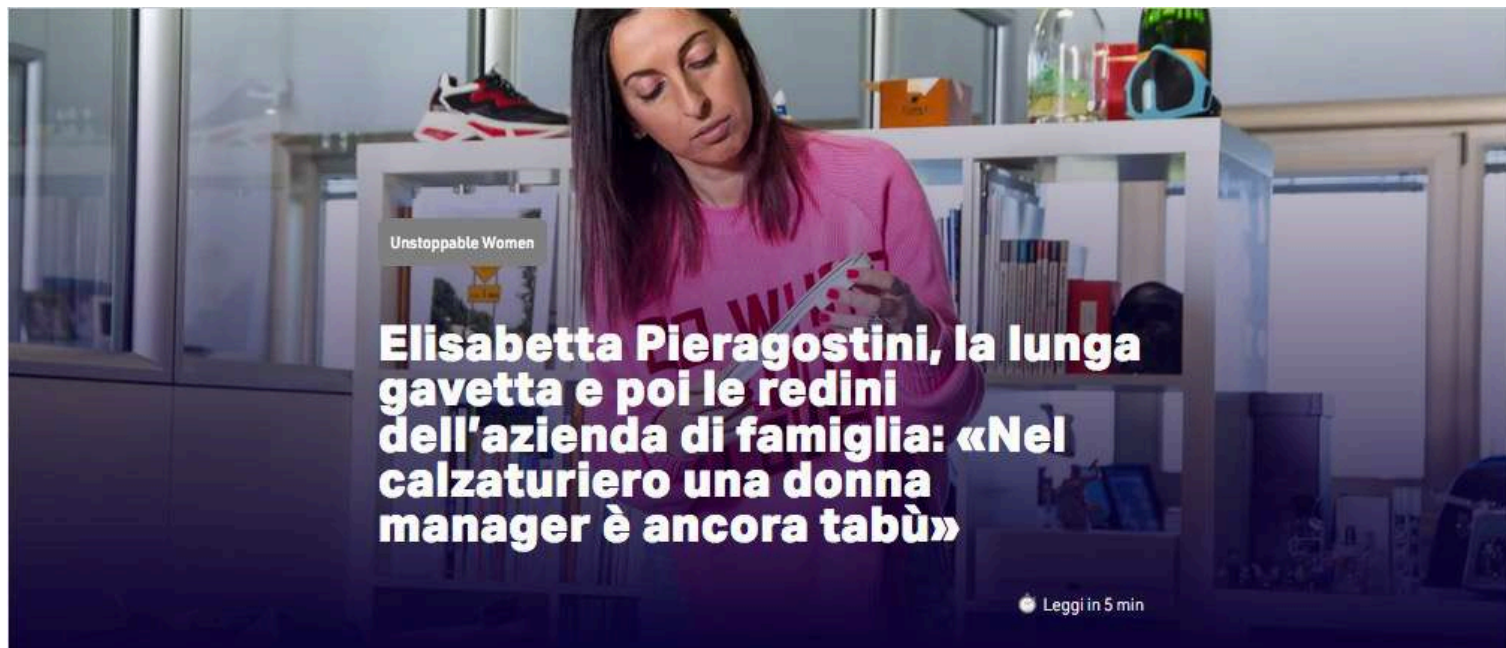 Unstoppable Women
Elisabetta Pieragostini, la lunga
gavetta e poi le redini
dell'azienda di famiglia: «Nel
calzaturiero una donna
manager è ancora tabù»
Leggi in 5 min